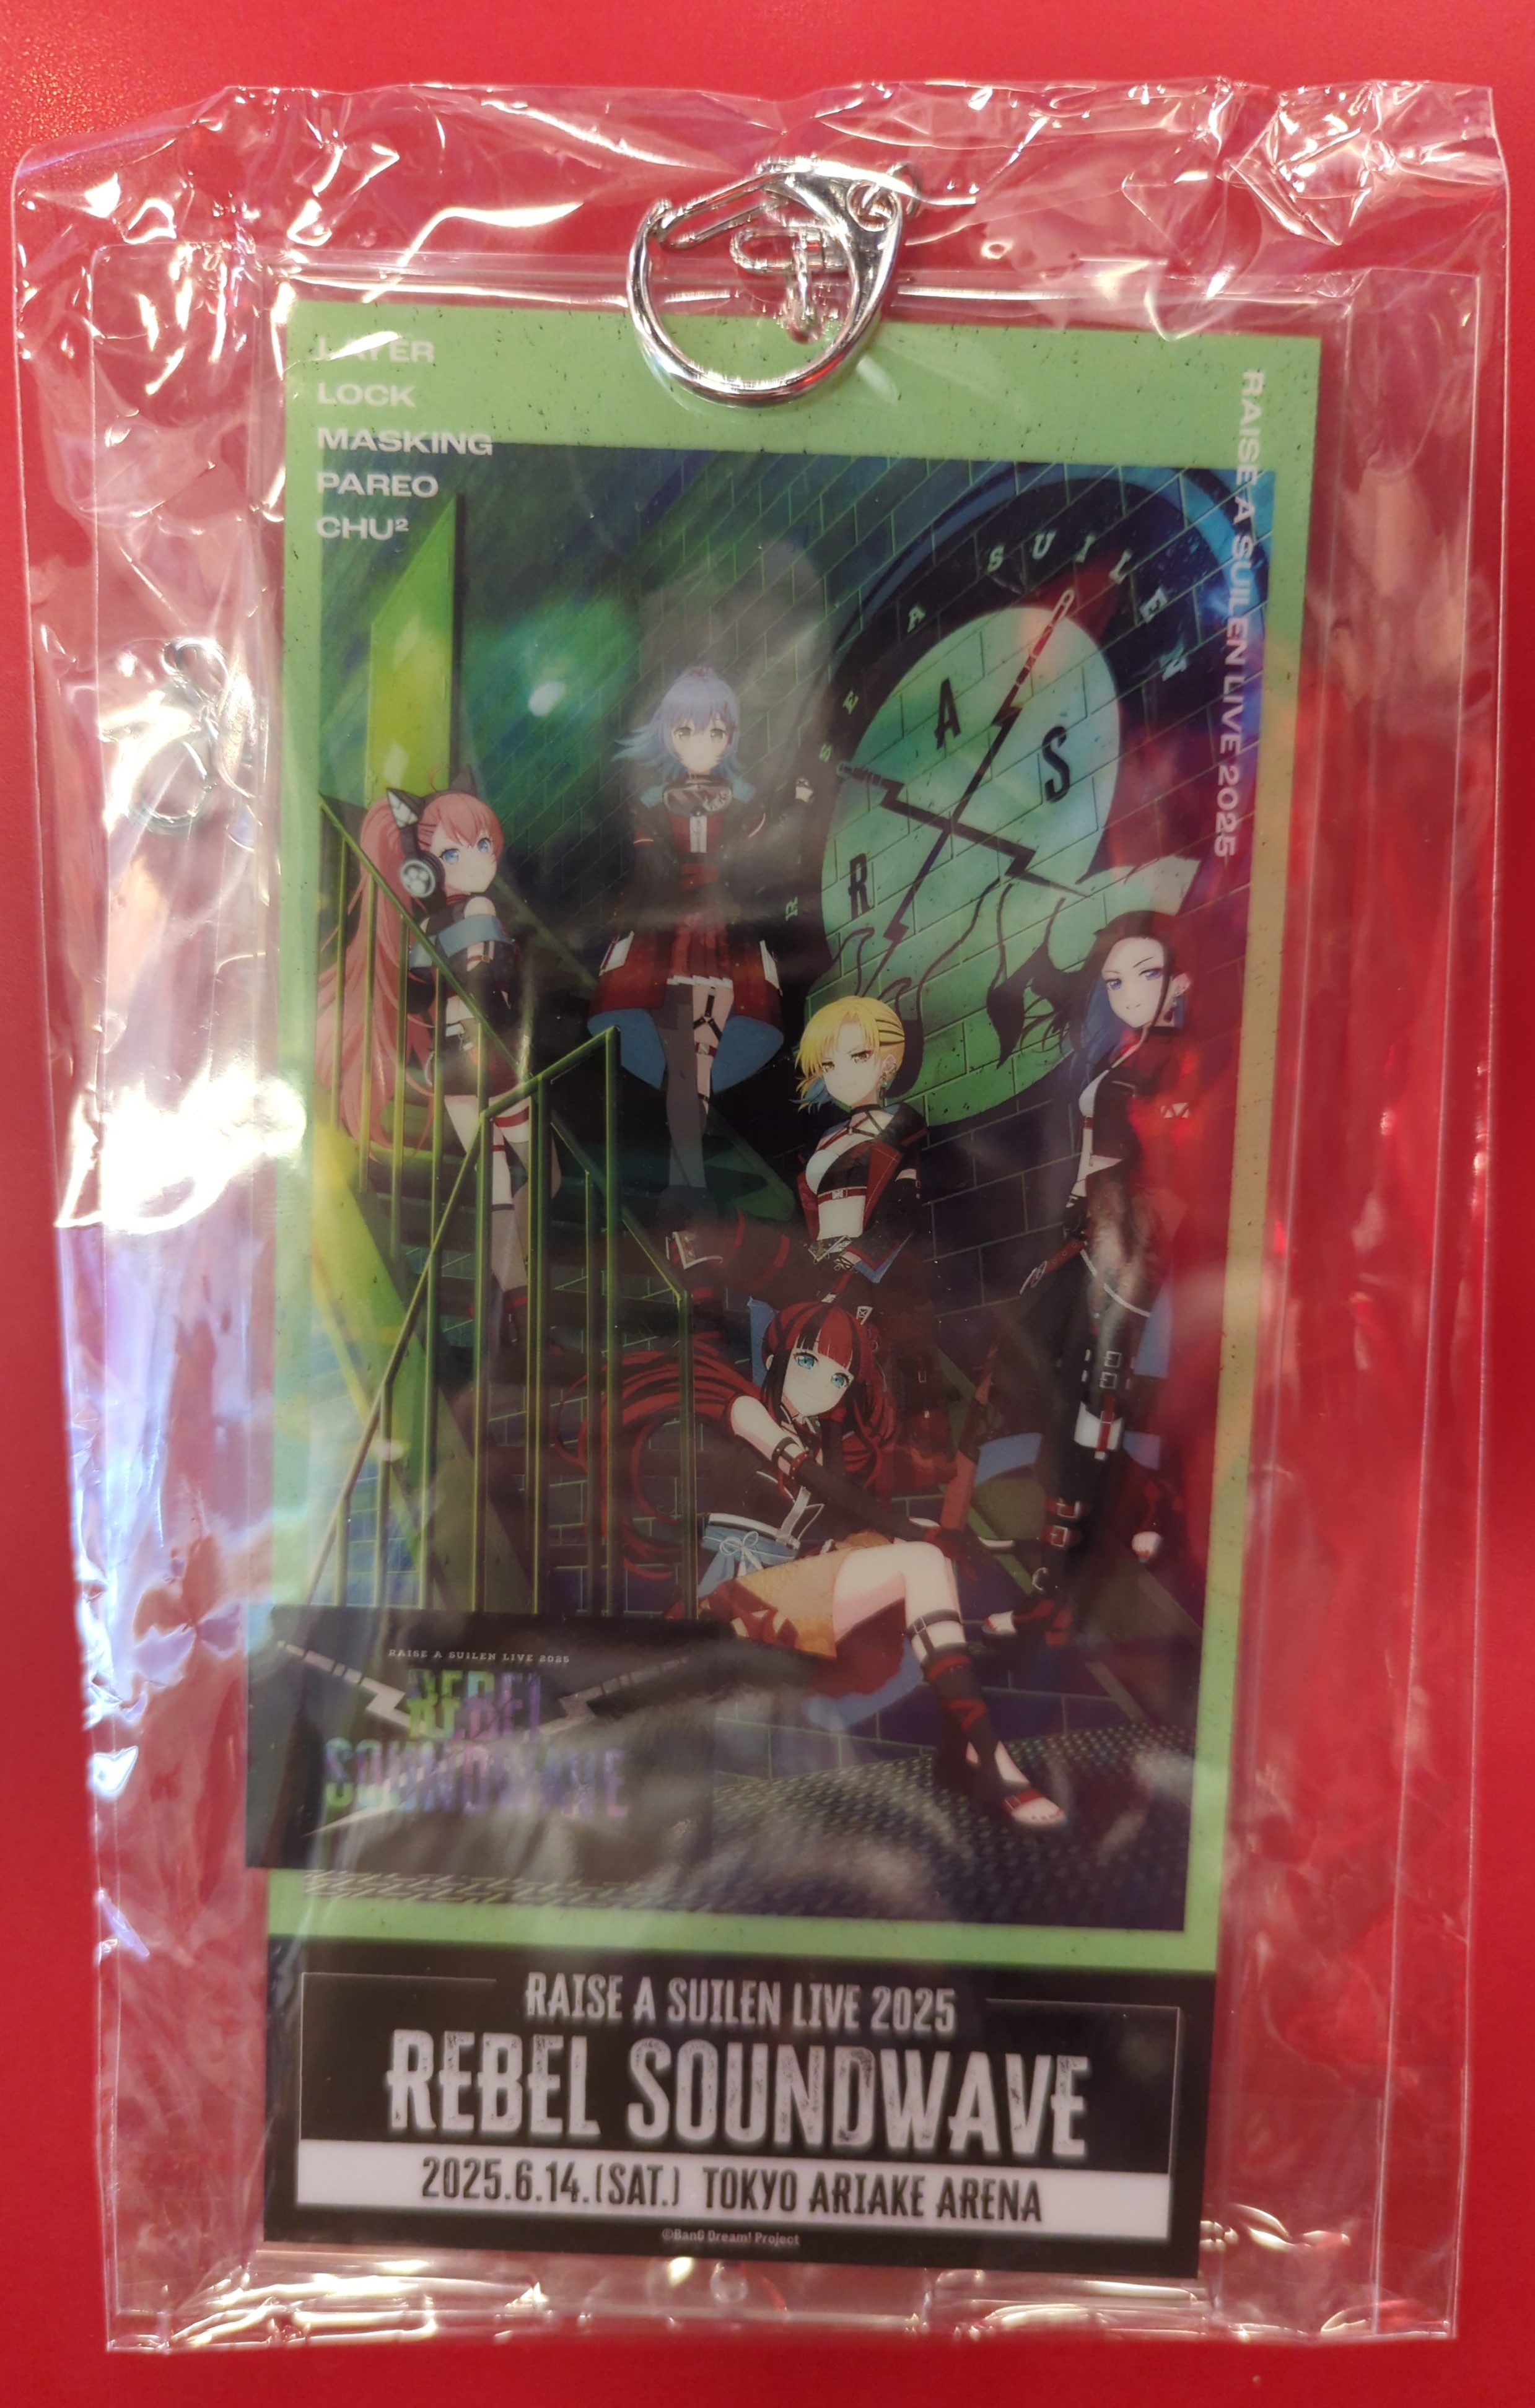 LAYER
LOCK
MASKING
PAREO
CHU²
RAISE A SUILEN LIVE 2025
RAISE A SUILEN
RAS
RAISE A SUILEN LIVE 2025
REBEL
SOUNDWAVE
RAISE A SUILEN LIVE 2025
REBEL SOUNDWAVE
2025.6.14.(SAT.) TOKYO ARIAKE ARENA
©BanG Dream! Project